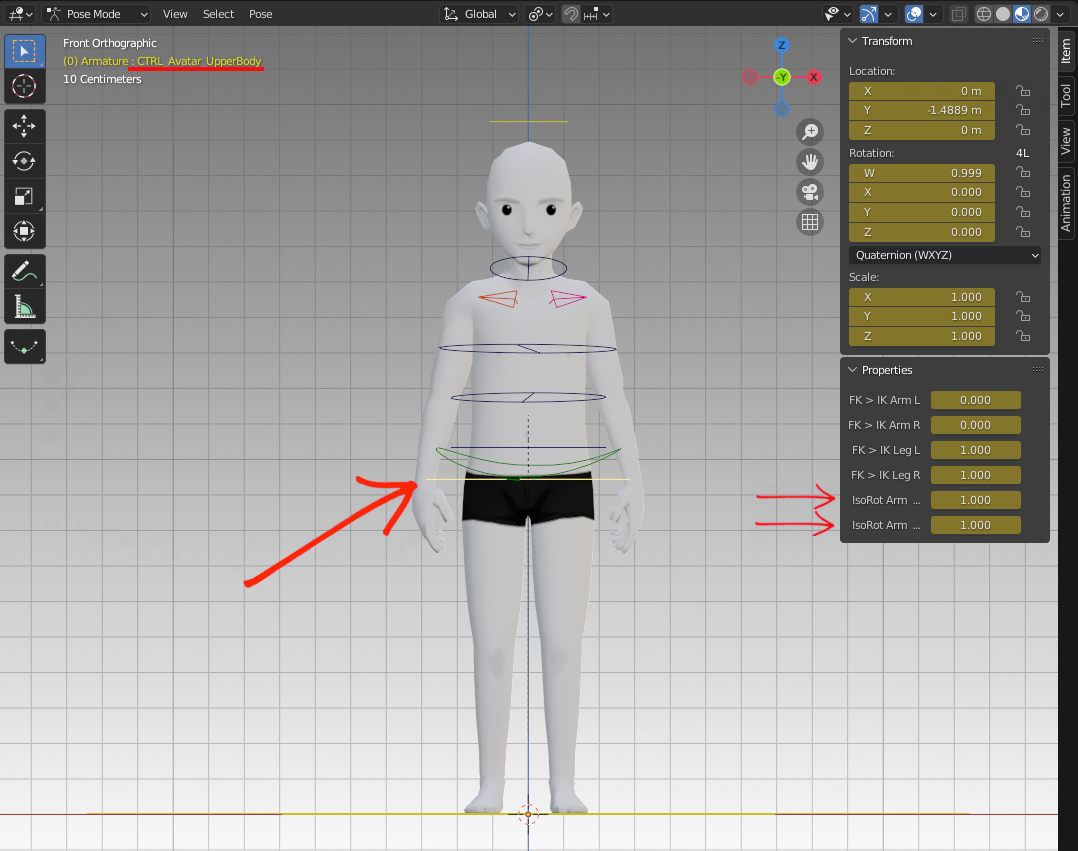 Pose Mode View Select Pose Global
Front Orthographic
(0) Armature : CTRL_Avatar_UpperBody
10 Centimeters
Z
-Y X
Transform
Location:
X 0 m
Y -1.4889 m
Z 0 m
Rotation: 4L
W 0.999
X 0.000
Y 0.000
Z 0.000
Quaternion (WXYZ)
Scale:
X 1.000
Y 1.000
Z 1.000
Properties
FK > IK Arm L 0.000
FK > IK Arm R 0.000
FK > IK Leg L 1.000
FK > IK Leg R 1.000
IsoRot Arm ... 1.000
IsoRot Arm ... 1.000
Item
Tool
View
Animation